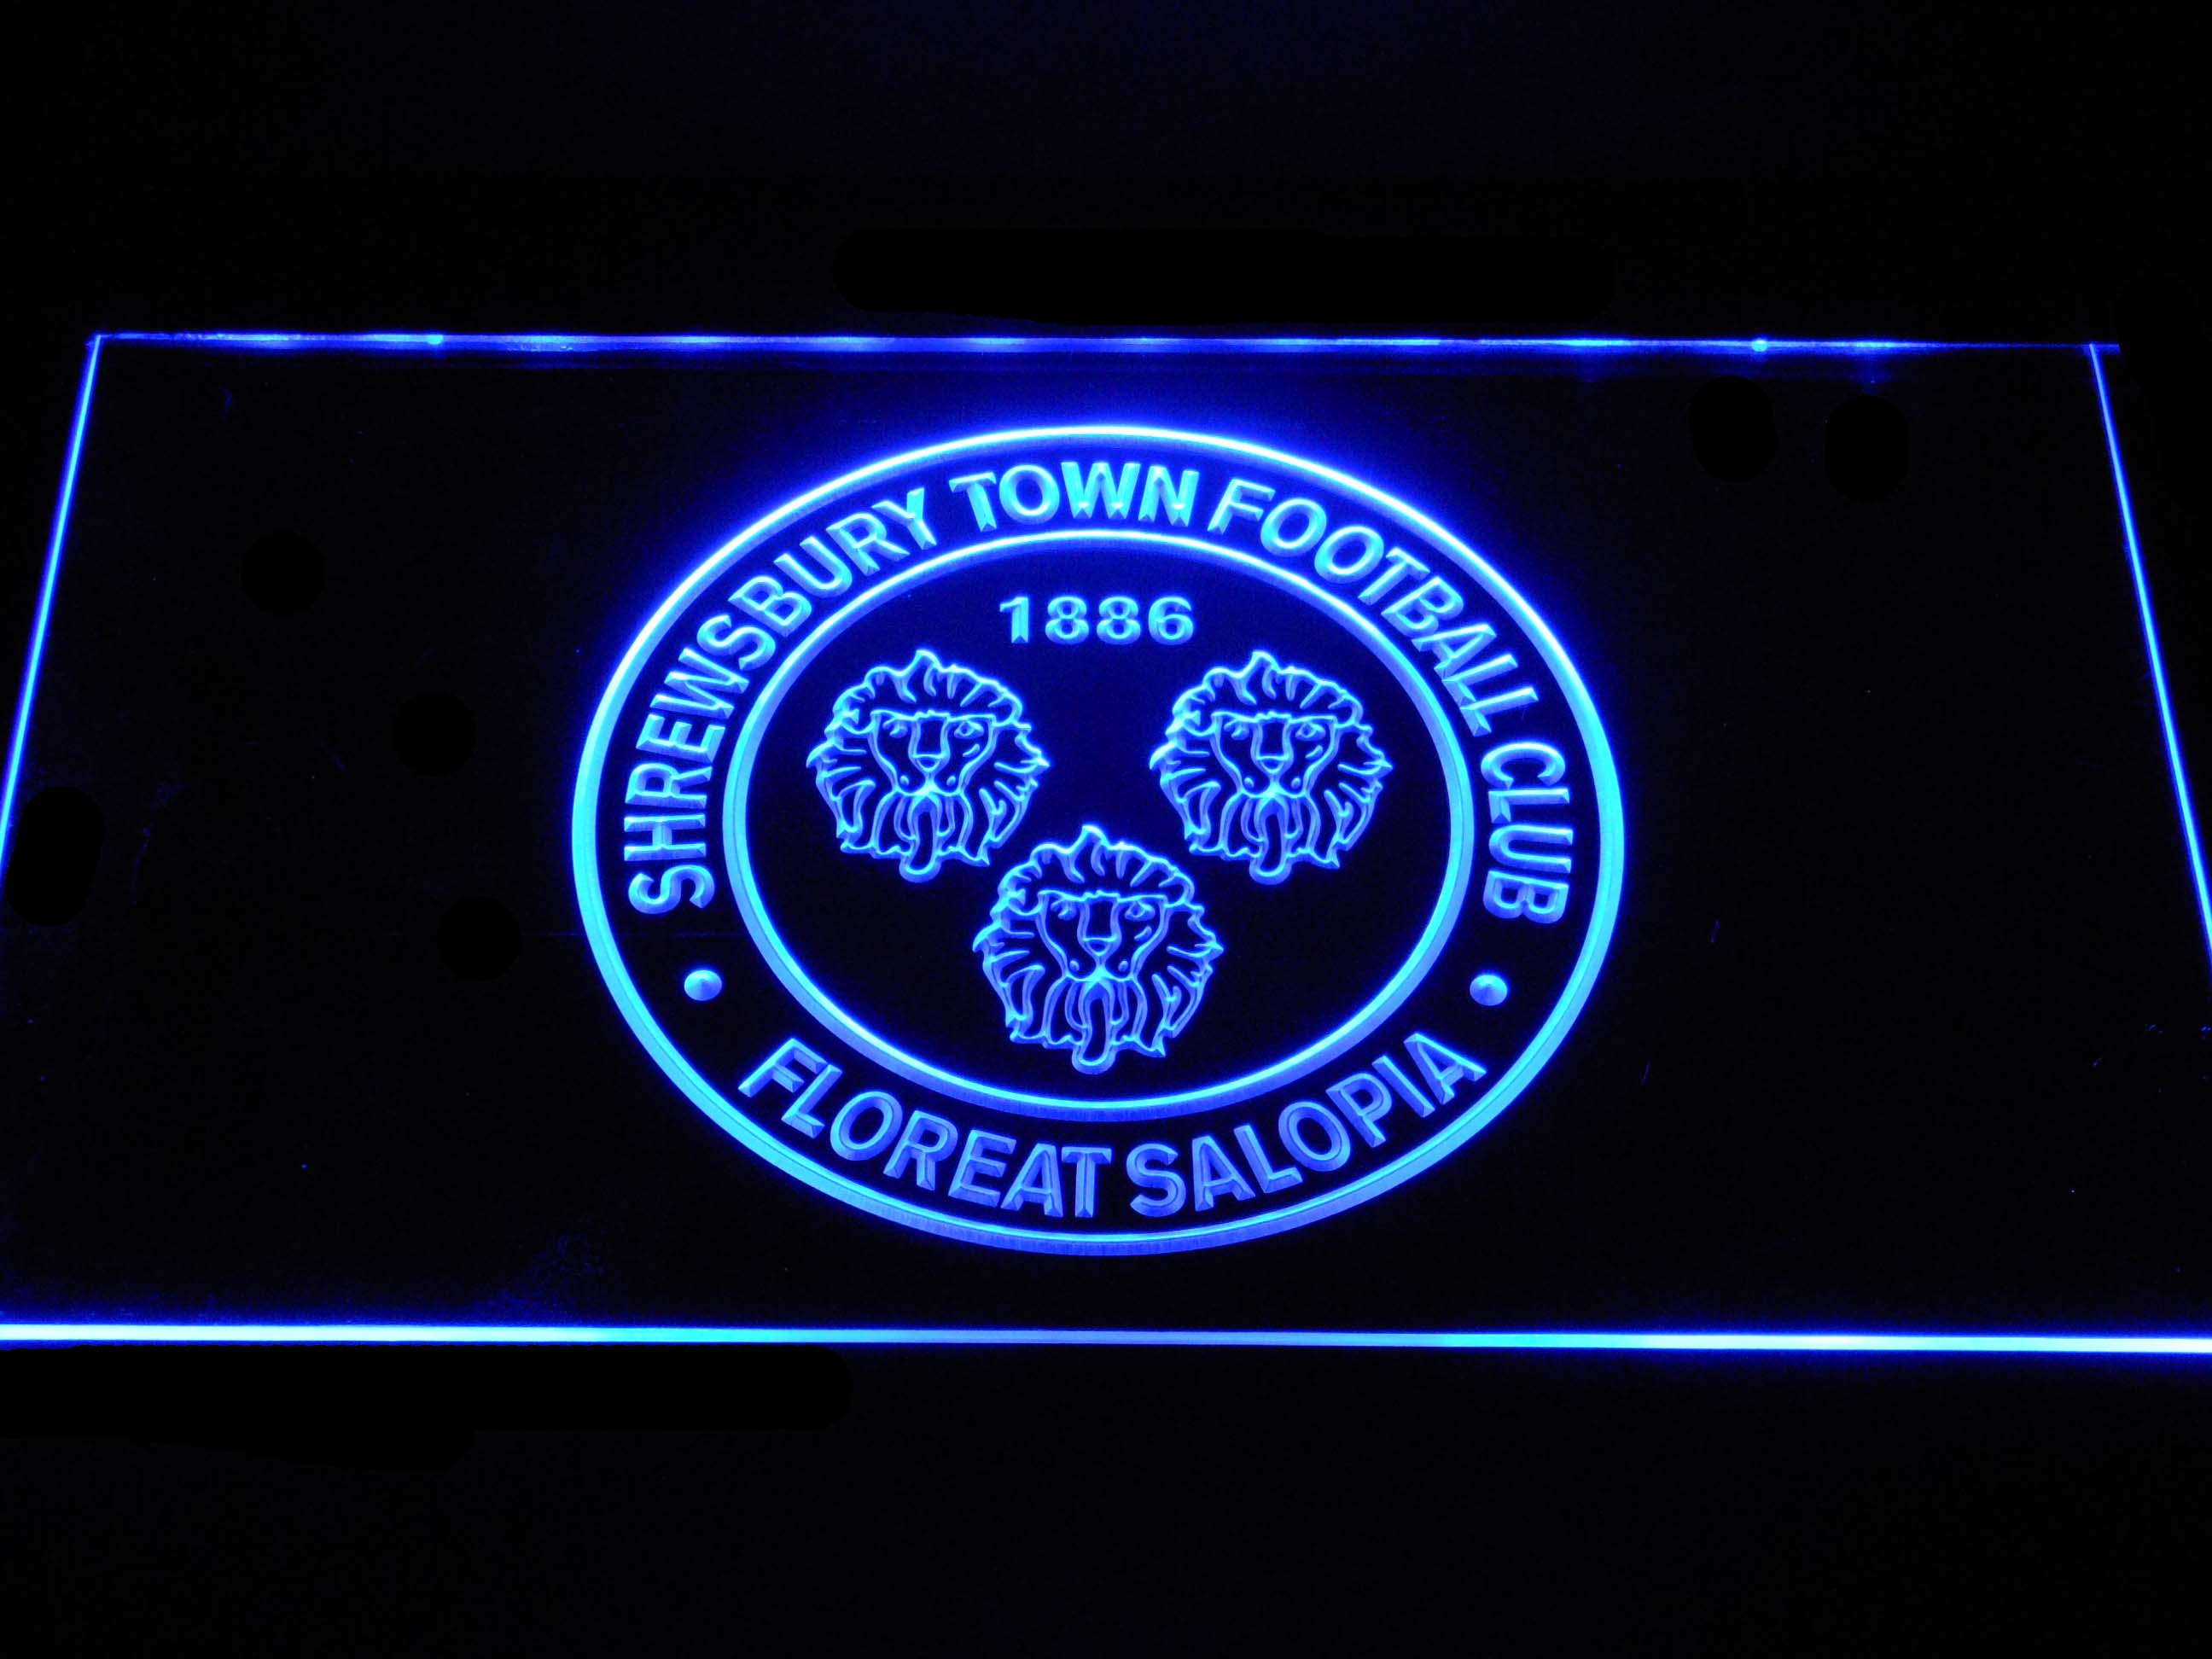 SHREWSBURY TOWN FOOTBALL CLUB
1886
FLOREAT SALOPIA